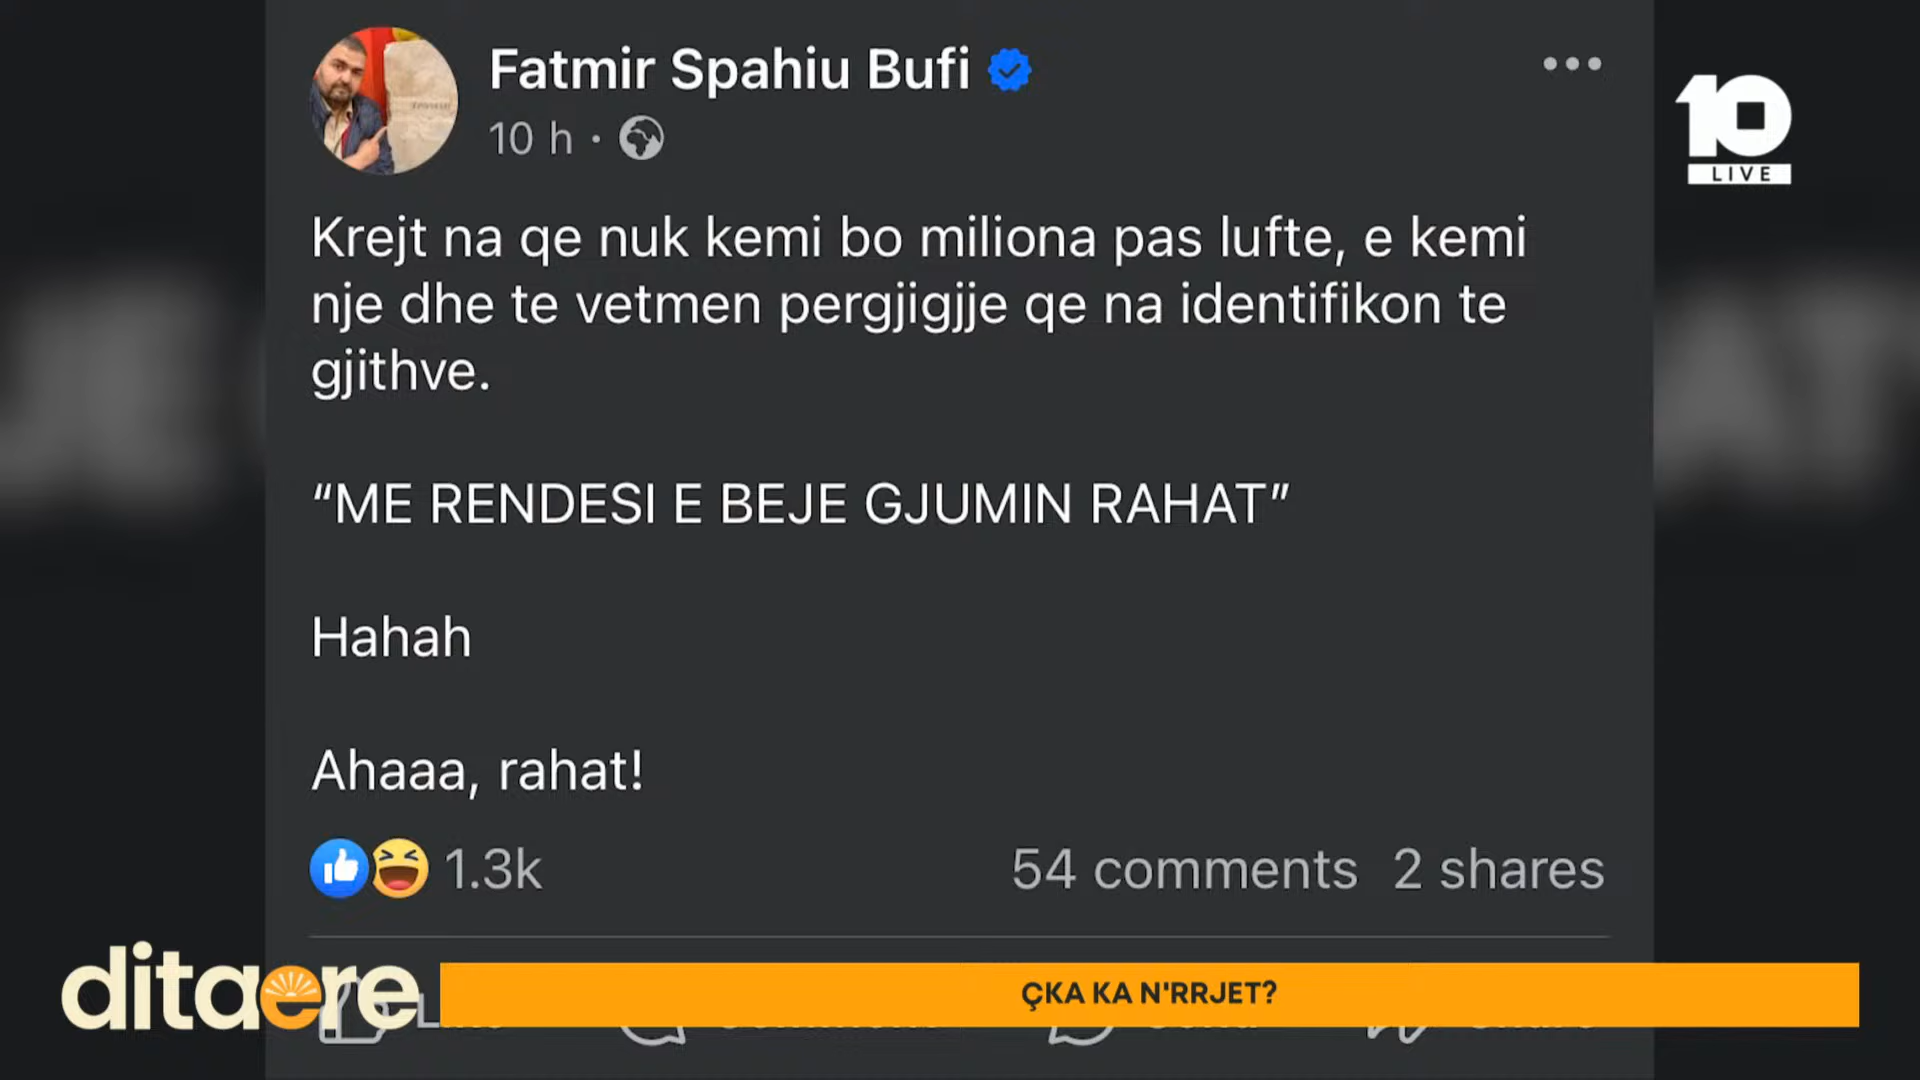 Fatmir Spahiu Bufi
10 h ·
10
LIVE
Krejt na qe nuk kemi bo miliona pas lufte, e kemi
nje dhe te vetmen pergjigjje qe na identifikon te
gjithve.
“ME RENDESI E BEJE GJUMIN RAHAT”
Hahah
Ahaaa, rahat!
1.3k
54 comments 2 shares
ditaere
ÇKA KA N'RRJET?